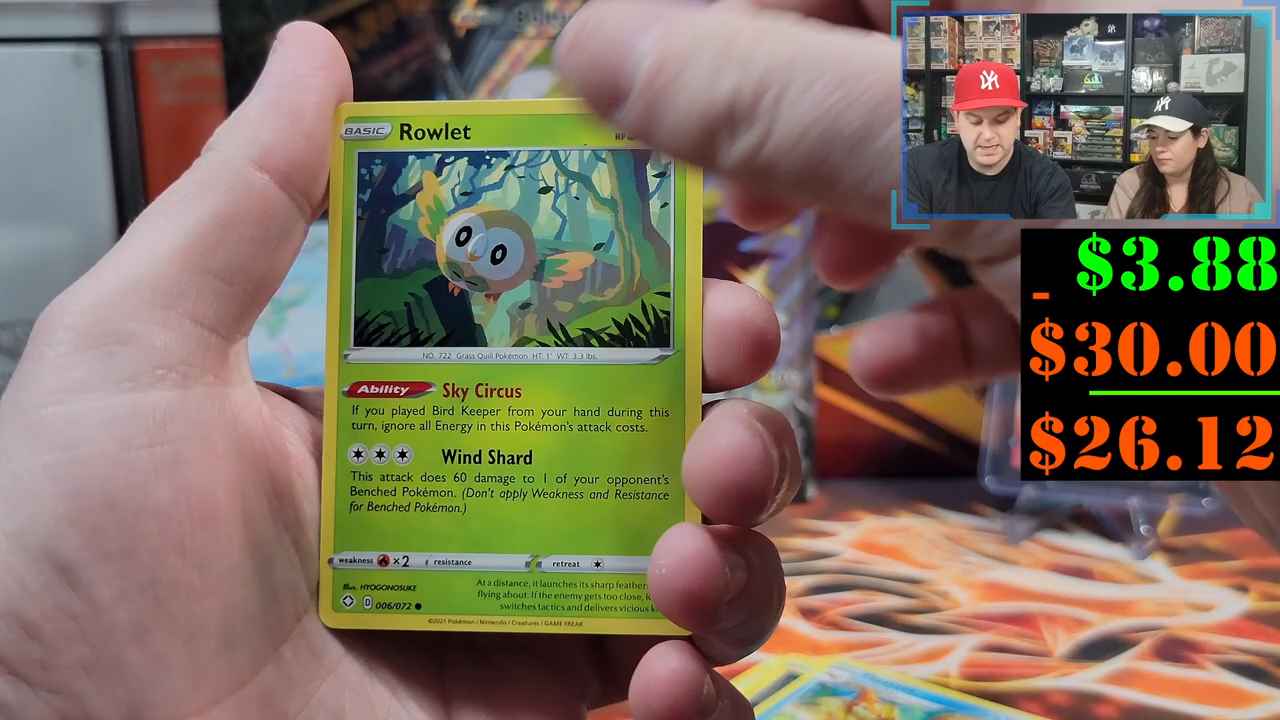 BASIC Rowlet HP
NO. 722 Grass Quill Pokémon HT: 1' WT: 3.3 lbs.
Ability Sky Circus
If you played Bird Keeper from your hand during this
turn, ignore all Energy in this Pokémon's attack costs.
Wind Shard
This attack does 60 damage to 1 of your opponent's
Benched Pokémon. (Don't apply Weakness and Resistance
for Benched Pokémon.)
weakness ×2 resistance retreat
Illus. HYOGONOSUKE
D 006/072
At a distance, it launches its sharp
flying about. If the enemy gets too close,
switches tactics and delivers vicious
©2021 Pokémon / Nintendo / Creatures / GAME FREAK
$3.88
- $30.00
$26.12